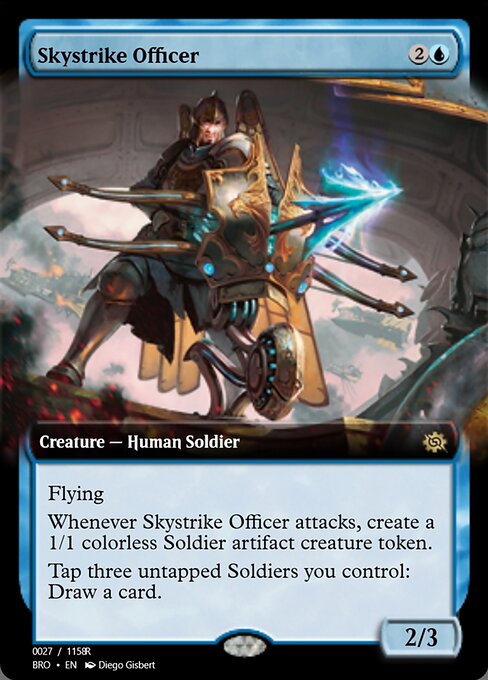 Skystrike Officer 2
Creature — Human Soldier
Flying
Whenever Skystrike Officer attacks, create a
1/1 colorless Soldier artifact creature token.
Tap three untapped Soldiers you control:
Draw a card.
2/3
0027 / 1158R
BRO • EN Diego Gisbert